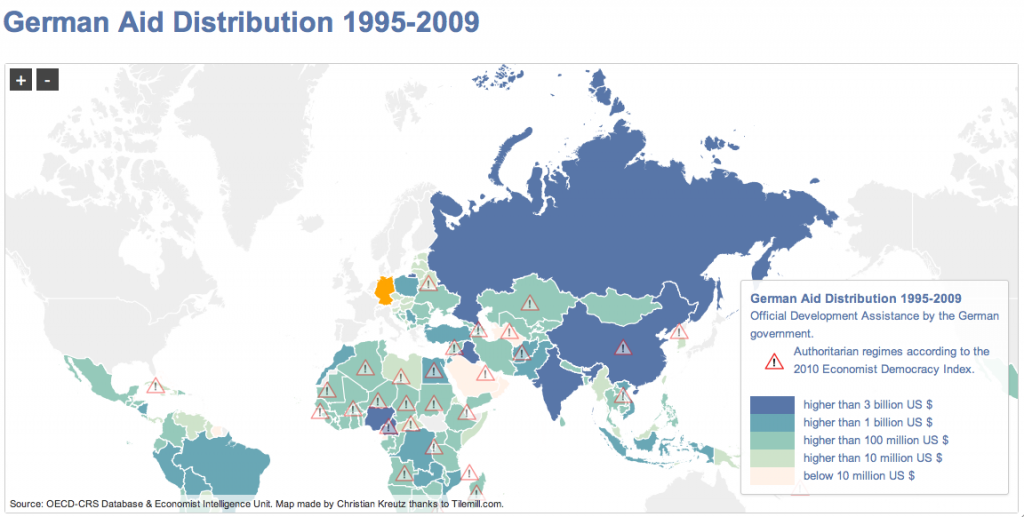 German Aid Distribution 1995-2009
+ -
German Aid Distribution 1995-2009
Official Development Assistance by the German
government.
Authoritarian regimes according to the
2010 Economist Democracy Index.
higher than 3 billion US $
higher than 1 billion US $
higher than 100 million US $
higher than 10 million US $
below 10 million US $
Source: OECD-CRS Database & Economist Intelligence Unit. Map made by Christian Kreutz thanks to Tilemill.com.